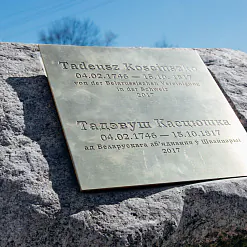 Tadeusz Kosciuszko
04.02.1746 — 15.10.1817
von der Belarussischen Vereinigung
in der Schweiz
2017
Тадэвуш Касцюшка
04.02.1746 — 15.10.1817
ад Беларускага аб'яднання ў Швейцарыі
2017